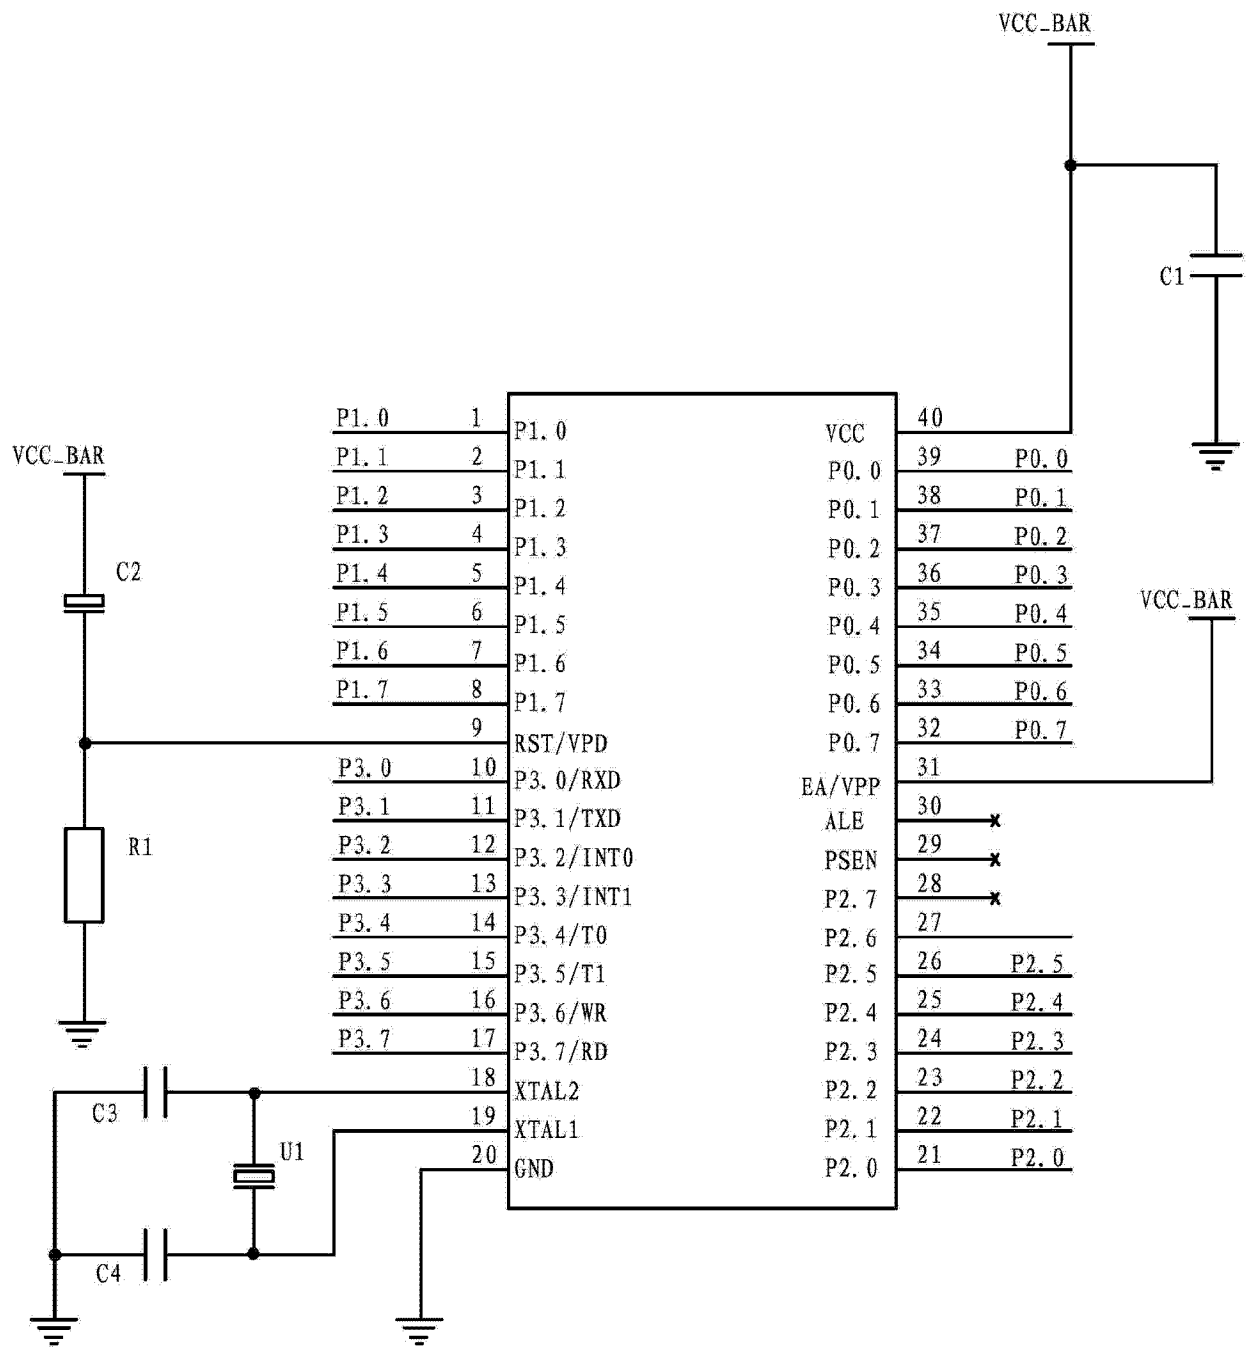 VCC_BAR
C1
VCC_BAR
C2
R1
VCC_BAR
P1.0 1 P1.0 VCC 40
P1.1 2 P1.1 P0.0 39 P0.0
P1.2 3 P1.2 P0.1 38 P0.1
P1.3 4 P1.3 P0.2 37 P0.2
P1.4 5 P1.4 P0.3 36 P0.3
P1.5 6 P1.5 P0.4 35 P0.4
P1.6 7 P1.6 P0.5 34 P0.5
P1.7 8 P1.7 P0.6 33 P0.6
9 RST/VPD P0.7 32 P0.7
P3.0 10 P3.0/RXD EA/VPP 31
P3.1 11 P3.1/TXD ALE 30
P3.2 12 P3.2/INT0 PSEN 29
P3.3 13 P3.3/INT1 P2.7 28
P3.4 14 P3.4/T0 P2.6 27
P3.5 15 P3.5/T1 P2.5 26 P2.5
P3.6 16 P3.6/WR P2.4 25 P2.4
P3.7 17 P3.7/RD P2.3 24 P2.3
18 XTAL2 P2.2 23 P2.2
19 XTAL1 P2.1 22 P2.1
20 GND P2.0 21 P2.0
C3
U1
C4